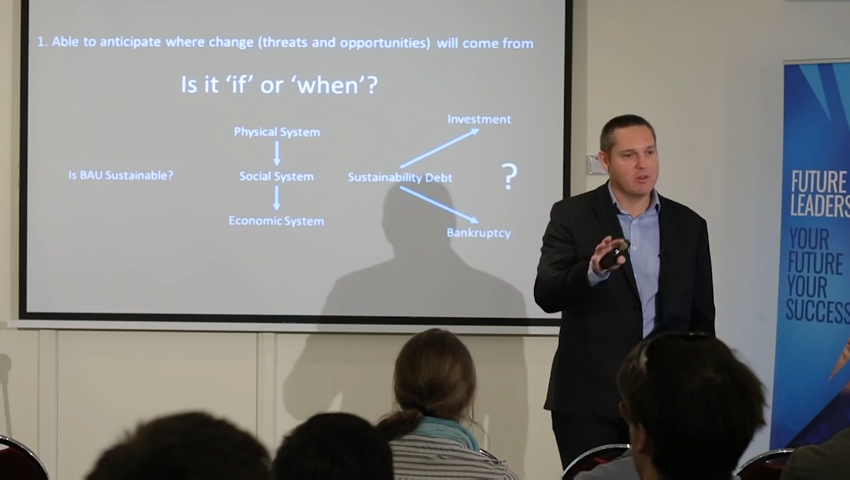 1. Able to anticipate where change (threats and opportunities) will come from
Is it 'if' or 'when'?
Physical System
Investment
Is BAU Sustainable?
Social System
Sustainability Debt
?
Economic System
Bankruptcy
FUTURE
LEADERS
YOUR
FUTURE
YOUR
SUCCESS